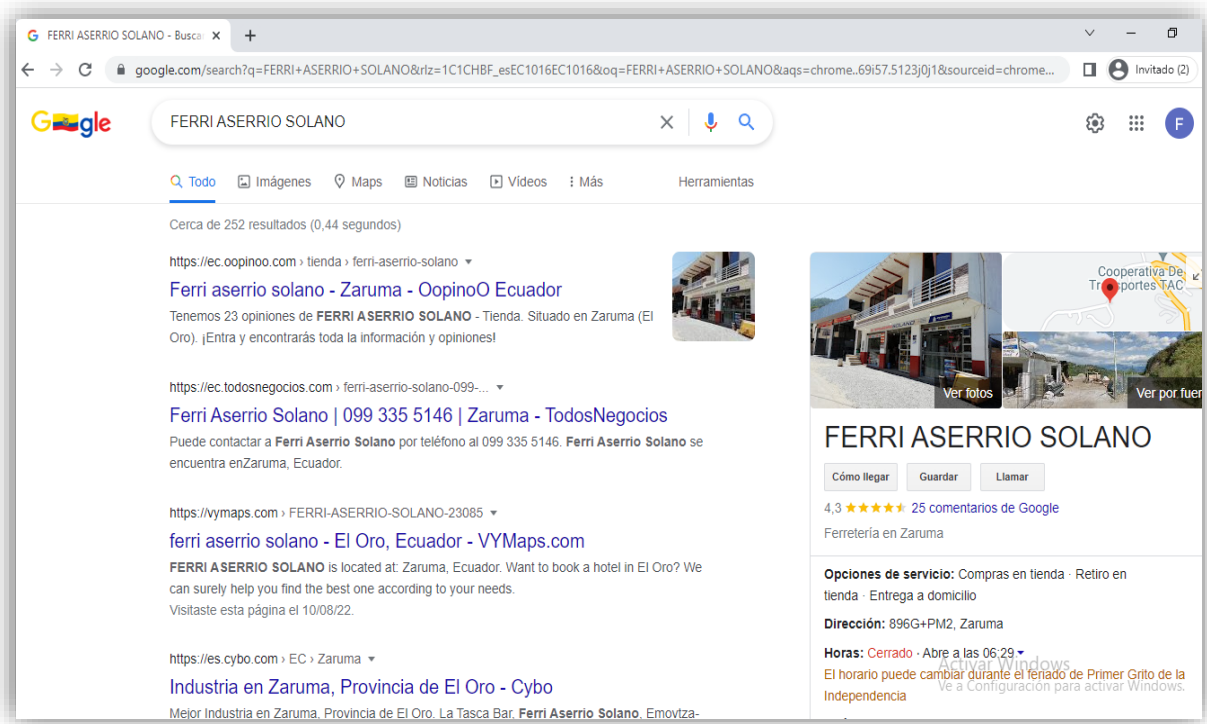 FERRI ASERRIO SOLANO - Busca
google.com/search?q=FERRI+ASERRIO+SOLANO&rlz=1C1CHBF_esEC1016EC1016&oq=FERRI+ASERRIO+SOLANO&aqs=chrome..69i57.5123j0j1&sourceid=chrome...
Invitado (2)
Google
FERRI ASERRIO SOLANO
F
Todo Imágenes Maps Noticias Vídeos Más Herramientas
Cerca de 252 resultados (0,44 segundos)
https://ec.oopinoo.com › tienda › ferri-aserrio-solano
Ferri aserrio solano - Zaruma - OopinoO Ecuador
Tenemos 23 opiniones de FERRI ASERRIO SOLANO - Tienda. Situado en Zaruma (El
Oro). ¡Entra y encontrarás toda la información y opiniones!
https://ec.todosnegocios.com › ferri-aserrio-solano-099-...
Ferri Aserrio Solano | 099 335 5146 | Zaruma - TodosNegocios
Puede contactar a Ferri Aserrio Solano por teléfono al 099 335 5146. Ferri Aserrio Solano se
encuentra enZaruma, Ecuador.
https://vymaps.com › FERRI-ASERRIO-SOLANO-23085
ferri aserrio solano - El Oro, Ecuador - VYMaps.com
FERRI ASERRIO SOLANO is located at: Zaruma, Ecuador. Want to book a hotel in El Oro? We
can surely help you find the best one according to your needs.
Visitaste esta página el 10/08/22.
https://es.cybo.com › EC › Zaruma
Industria en Zaruma, Provincia de El Oro - Cybo
Mejor Industria en Zaruma, Provincia de El Oro. La Tasca Bar, Ferri Aserrio Solano, Emovtza-
Cooperativa De
Transportes TAC
Ver fotos
Ver por fuer
FERRI ASERRIO SOLANO
Cómo llegar Guardar Llamar
4,3 25 comentarios de Google
Ferretería en Zaruma
Opciones de servicio: Compras en tienda · Retiro en
tienda · Entrega a domicilio
Dirección: 896G+PM2, Zaruma
Horas: Cerrado · Abre a las 06:29
El horario puede cambiar durante el feriado de Primer Grito de la
Independencia
Activar Windows
Ve a Configuración para activar Windows.